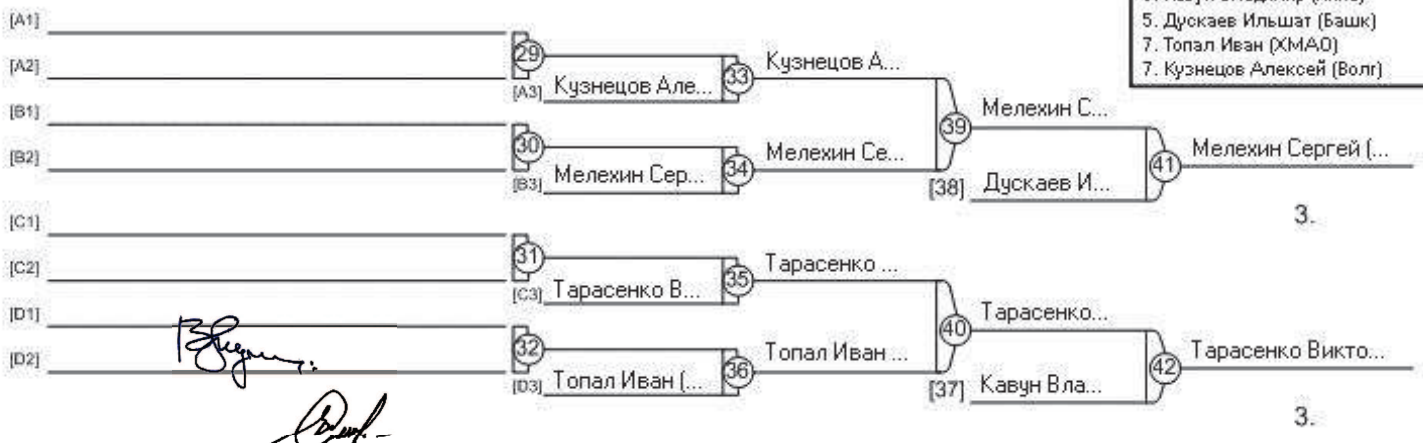 5. Дускаев Ильшат (Башк)
7. Топал Иван (ХМАО)
7. Кузнецов Алексей (Волг)
[A1]
[A2]
29
[A3] Кузнецов Але...
33
Кузнецов А...
[B1]
[B2]
30
[B3] Мелехин Сер...
34
Мелехин Се...
39
Мелехин С...
[38] Дускаев И...
41
Мелехин Сергей (...
3.
[C1]
[C2]
31
[C3] Тарасенко В...
35
Тарасенко ...
[D1]
[D2]
32
[D3] Топал Иван (...
36
Топал Иван ...
40
Тарасенко...
[37] Кавун Вла...
42
Тарасенко Викто...
3.